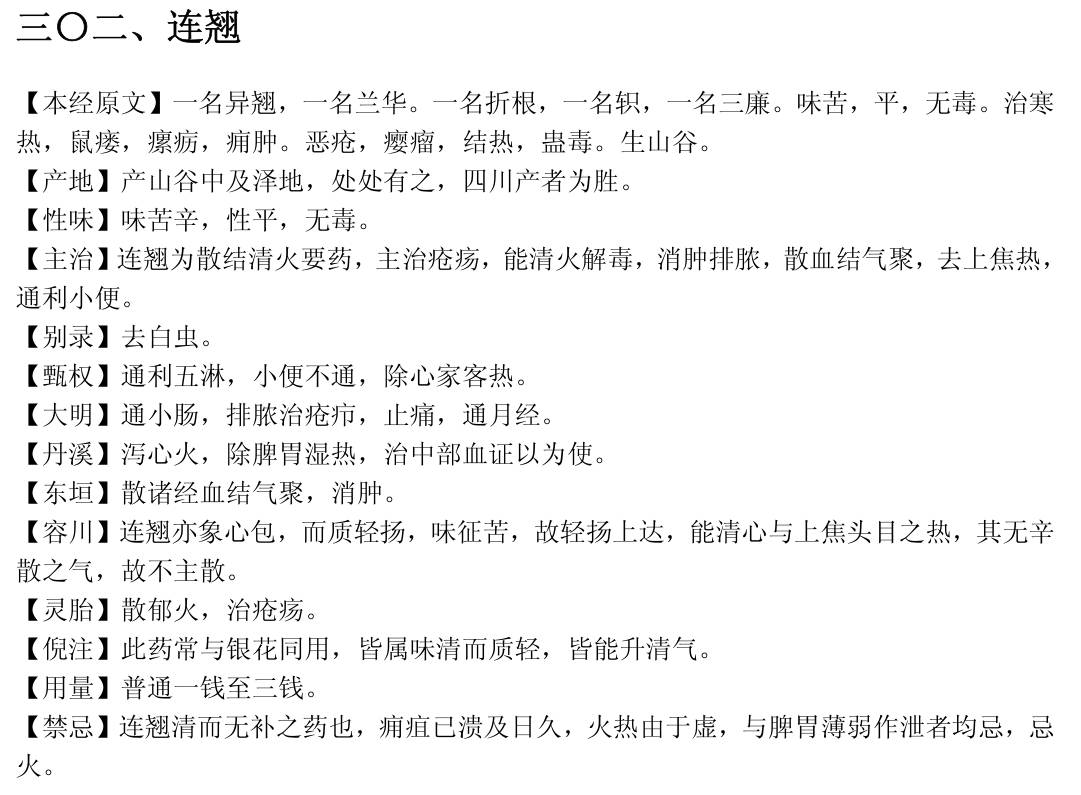 三〇二、连翘
【本经原文】一名异翘，一名兰华。一名折根，一名轵，一名三廉。味苦，平，无毒。治寒
热，鼠瘘，瘰疬，痈肿。恶疮，瘿瘤，结热，蛊毒。生山谷。
【产地】产山谷中及泽地，处处有之，四川产者为胜。
【性味】味苦辛，性平，无毒。
【主治】连翘为散结清火要药，主治疮疡，能清火解毒，消肿排脓，散血结气聚，去上焦热，
通利小便。
【别录】去白虫。
【甄权】通利五淋，小便不通，除心家客热。
【大明】通小肠，排脓治疮疖，止痛，通月经。
【丹溪】泻心火，除脾胃湿热，治中部血证以为使。
【东垣】散诸经血结气聚，消肿。
【容川】连翘亦象心包，而质轻扬，味征苦，故轻扬上达，能清心与上焦头目之热，其无辛
散之气，故不主散。
【灵胎】散郁火，治疮疡。
【倪注】此药常与银花同用，皆属味清而质轻，皆能升清气。
【用量】普通一钱至三钱。
【禁忌】连翘清而无补之药也，痈疽已溃及日久，火热由于虚，与脾胃薄弱作泄者均忌，忌
火。